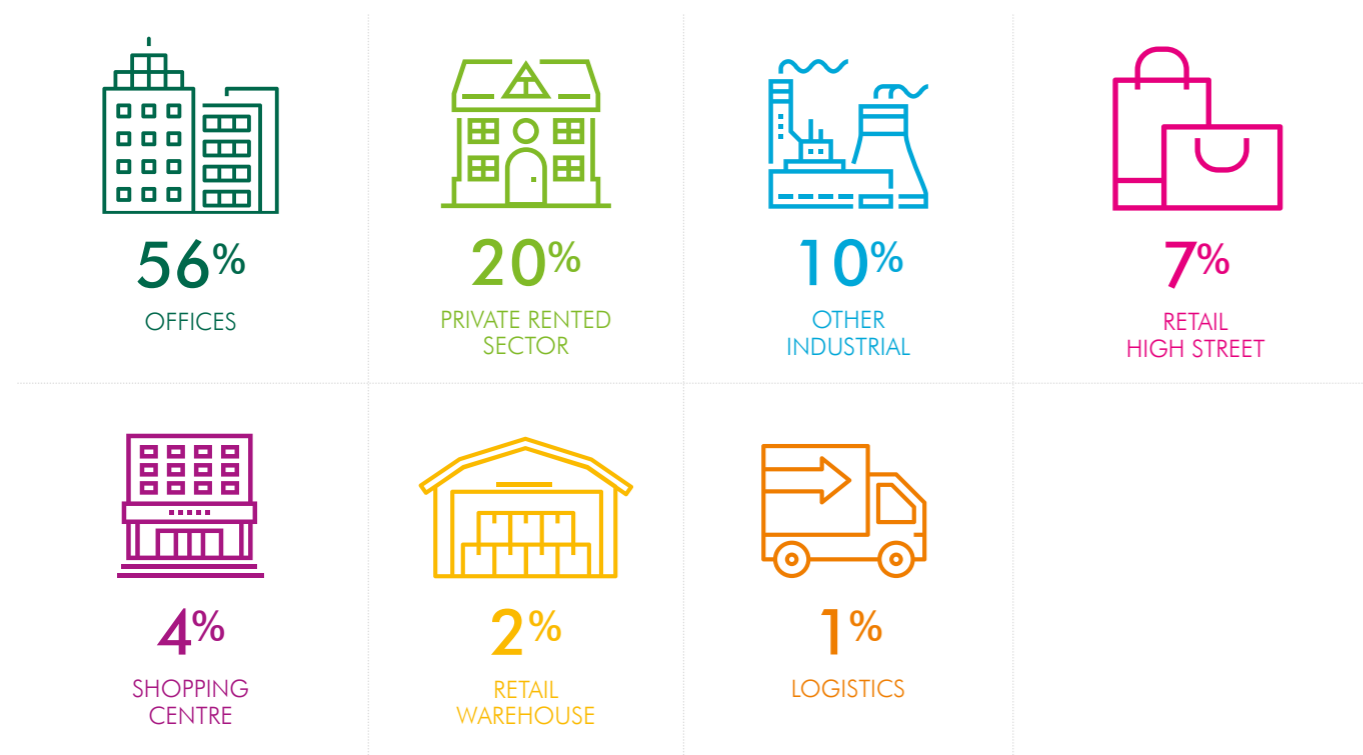 56%
OFFICES
20%
PRIVATE RENTED
SECTOR
10%
OTHER
INDUSTRIAL
7%
RETAIL
HIGH STREET
4%
SHOPPING
CENTRE
2%
RETAIL
WAREHOUSE
1%
LOGISTICS